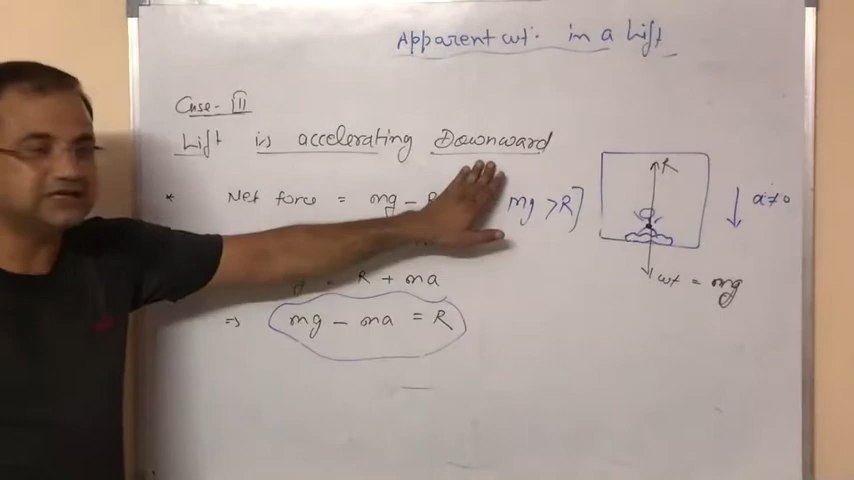 Apparent wt. in a Lift
Case-III
Lift is accelerating Downward
* Net force = mg - mg > R]
= R + ma
⇒ mg - ma = R
R
a ≠ 0
wt = mg